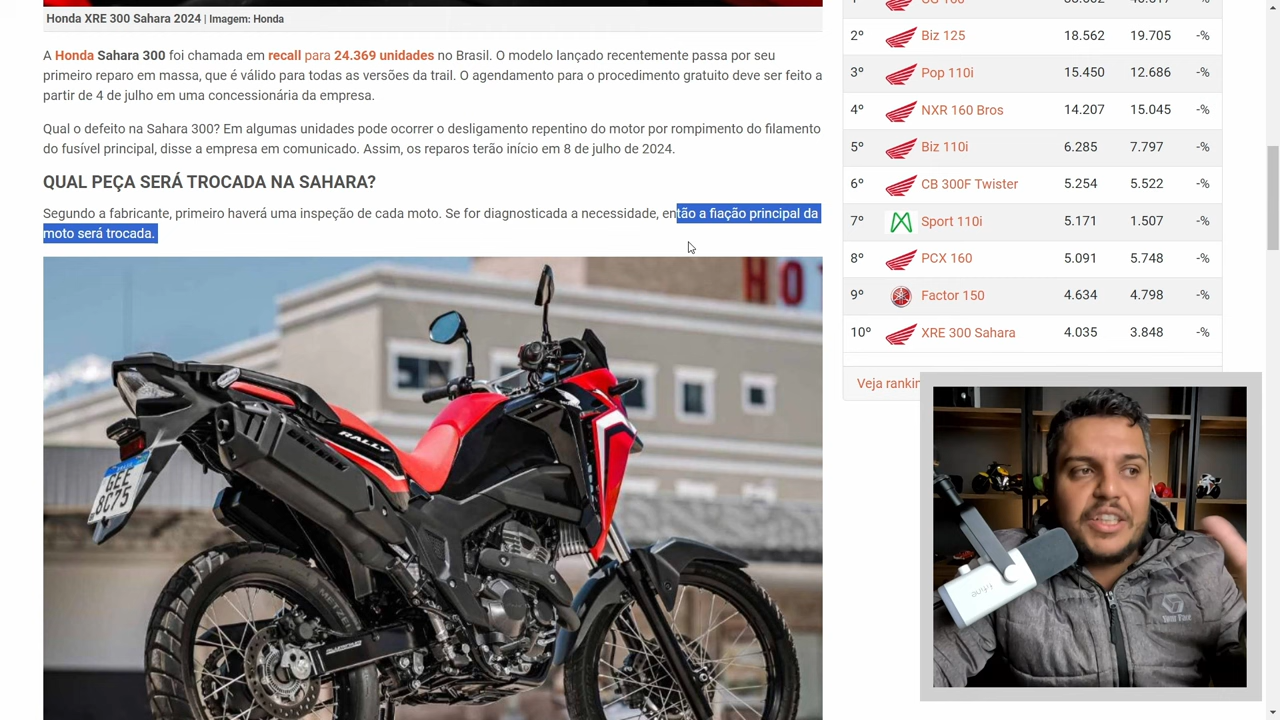 Honda XRE 300 Sahara 2024 | Imagem: Honda
A Honda Sahara 300 foi chamada em recall para 24.369 unidades no Brasil. O modelo lançado recentemente passa por seu
primeiro reparo em massa, que é válido para todas as versões da trail. O agendamento para o procedimento gratuito deve ser feito a
partir de 4 de julho em uma concessionária da empresa.
Qual o defeito na Sahara 300? Em algumas unidades pode ocorrer o desligamento repentino do motor por rompimento do filamento
do fusível principal, disse a empresa em comunicado. Assim, os reparos terão início em 8 de julho de 2024.
QUAL PEÇA SERÁ TROCADA NA SAHARA?
Segundo a fabricante, primeiro haverá uma inspeção de cada moto. Se for diagnosticada a necessidade, então a fiação principal da
moto será trocada.
HOT
RALLY
GEE
8C75
2º Biz 125 18.562 19.705 -%
3º Pop 110i 15.450 12.686 -%
4º NXR 160 Bros 14.207 15.045 -%
5º Biz 110i 6.285 7.797 -%
6º CB 300F Twister 5.254 5.522 -%
7º Sport 110i 5.171 1.507 -%
8º PCX 160 5.091 5.748 -%
9º Factor 150 4.634 4.798 -%
10º XRE 300 Sahara 4.035 3.848 -%
Veja rankin